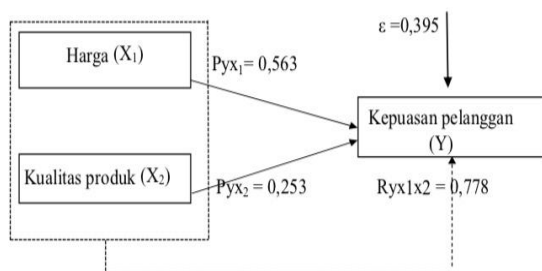 ε =0,395
Harga (X₁)
Pyx₁= 0,563
Kepuasan pelanggan
(Y)
Kualitas produk (X₂)
Pyx₂ = 0,253
Ryx1x2 = 0,778